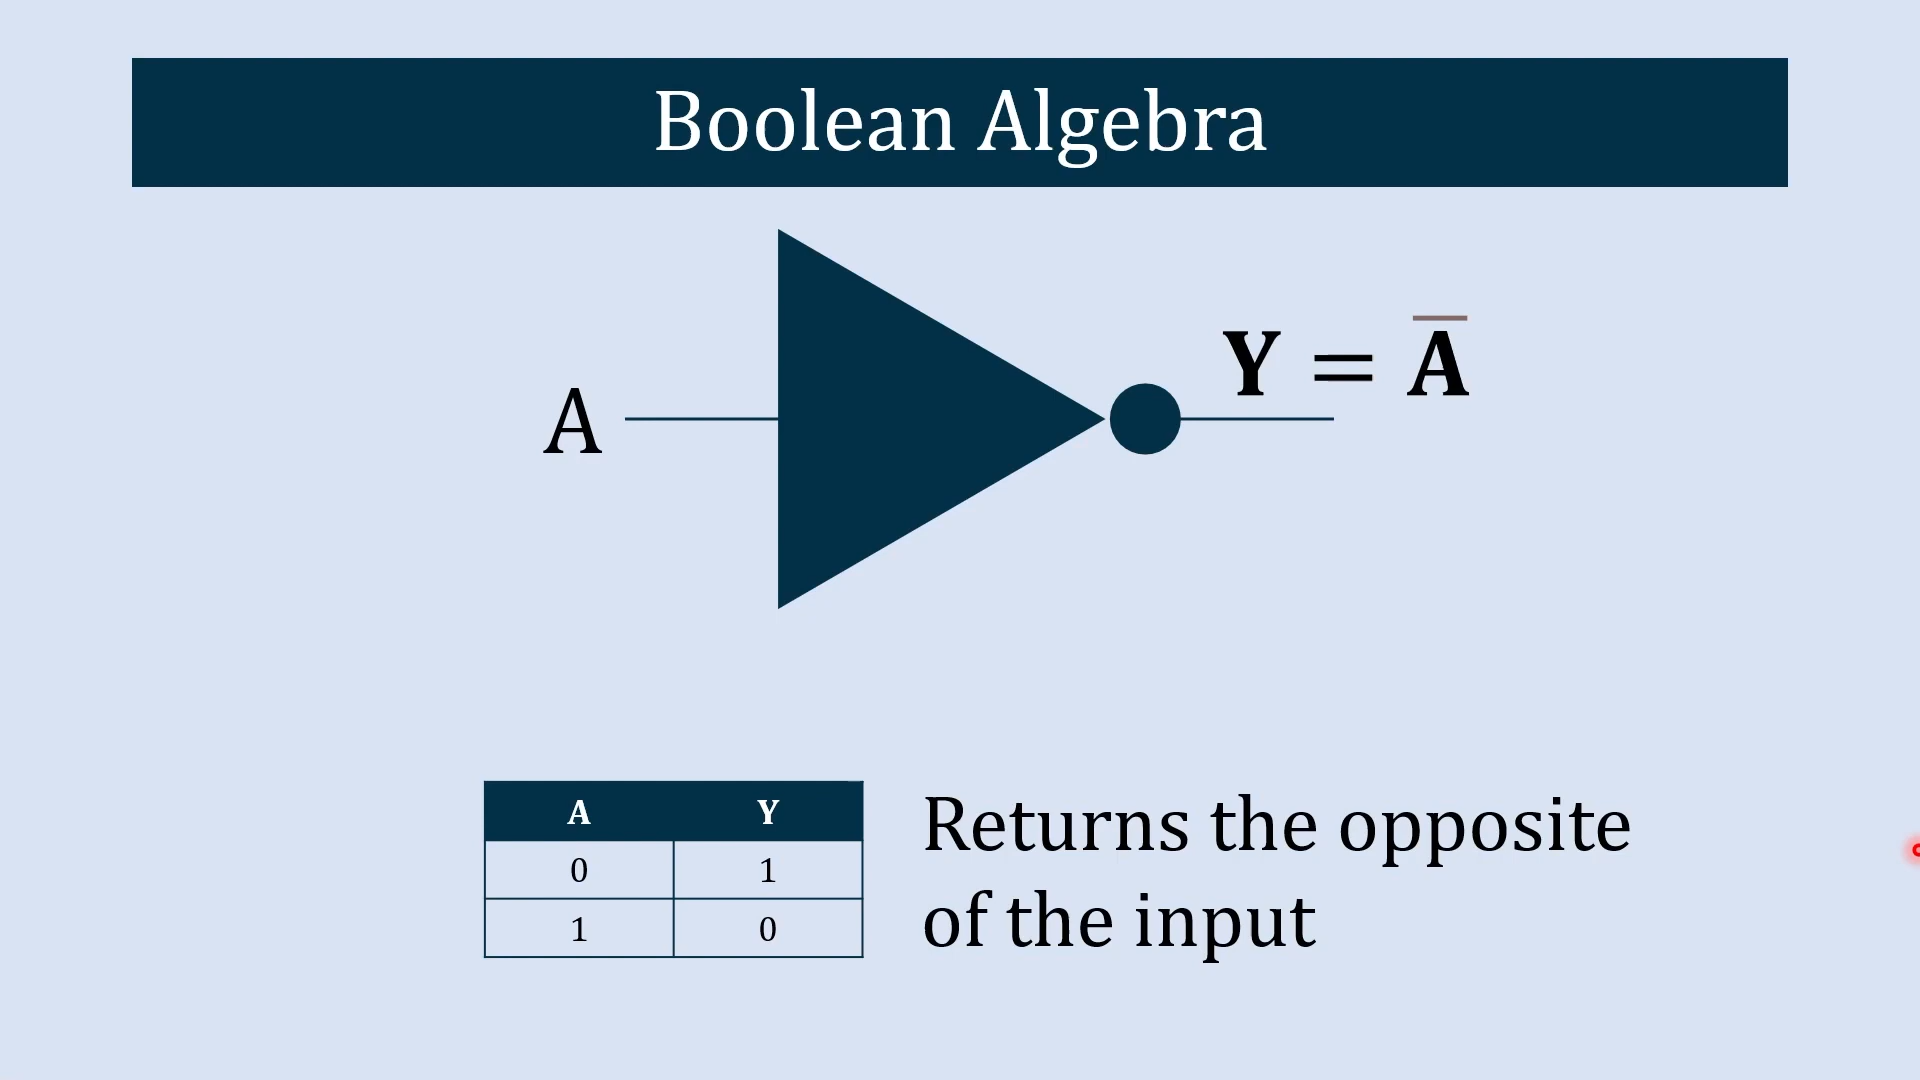 Boolean Algebra
A
Y = A̅
A Y
0 1
1 0
Returns the opposite
of the input